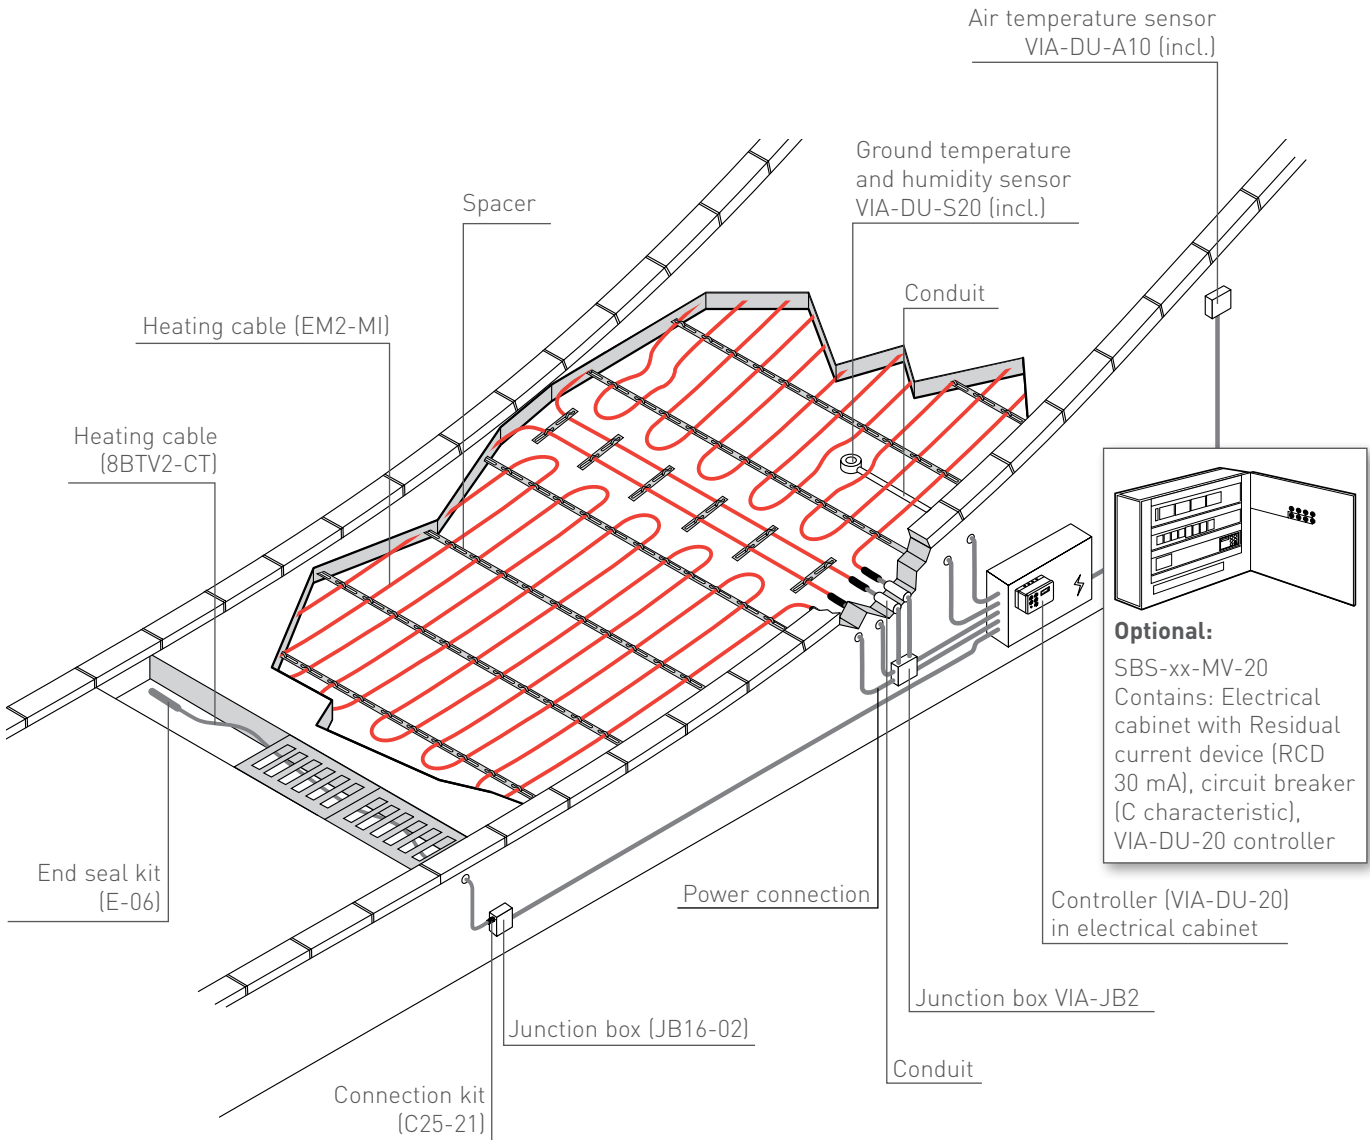 Air temperature sensor
VIA-DU-A10 (incl.)
Ground temperature
and humidity sensor
VIA-DU-S20 (incl.)
Spacer
Conduit
Heating cable (EM2-MI)
Heating cable
(8BTV2-CT)
Optional:
SBS-xx-MV-20
Contains: Electrical
cabinet with Residual
current device (RCD
30 mA), circuit breaker
(C characteristic),
VIA-DU-20 controller
End seal kit
(E-06)
Power connection
Controller (VIA-DU-20)
in electrical cabinet
Junction box VIA-JB2
Junction box (JB16-02)
Conduit
Connection kit
(C25-21)